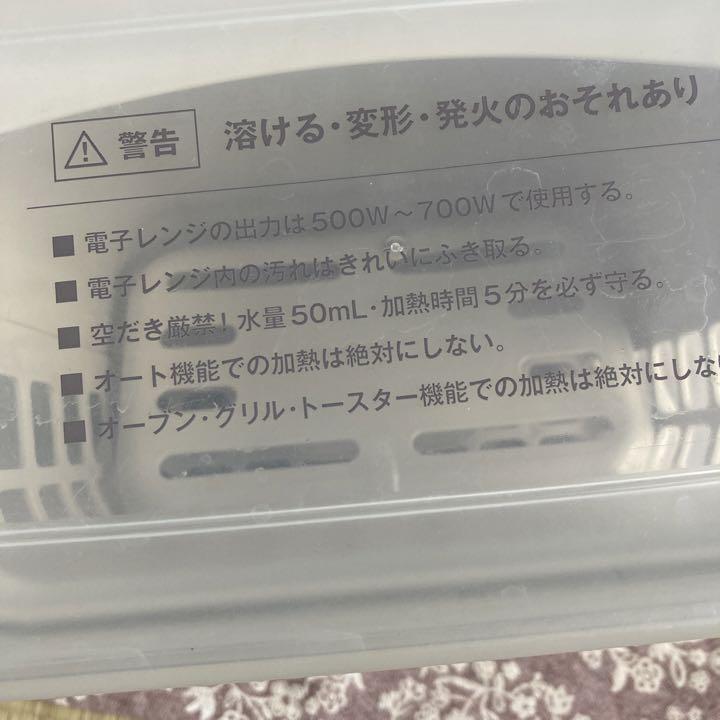 ⚠ 警告 溶ける・変形・発火のおそれあり
■ 電子レンジの出力は500W～700Wで使用する。
■ 電子レンジ内の汚れはきれいにふき取る。
■ 空だき厳禁！水量50mL・加熱時間5分を必ず守る。
■ オート機能での加熱は絶対にしない。
■ オーブン・グリル・トースター機能での加熱は絶対にしない